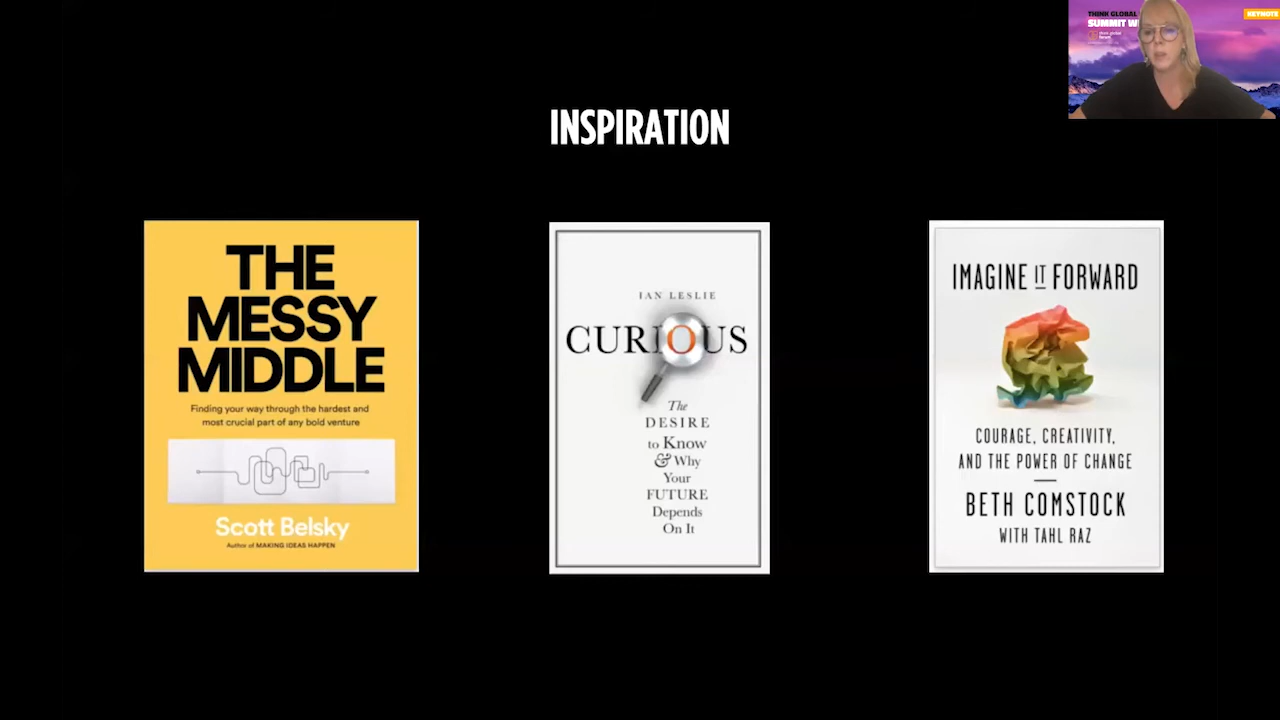 THINK GLOBAL
SUMMIT W
think global
forum
KEYNOTE
INSPIRATION
THE
MESSY
MIDDLE
Finding your way through the hardest and
most crucial part of any bold venture
Scott Belsky
Author of MAKING IDEAS HAPPEN
IAN LESLIE
CURIOUS
The
DESIRE
to Know
& Why
Your
FUTURE
Depends
On It
IMAGINE IT FORWARD
COURAGE, CREATIVITY,
AND THE POWER OF CHANGE
BETH COMSTOCK
WITH TAHL RAZ